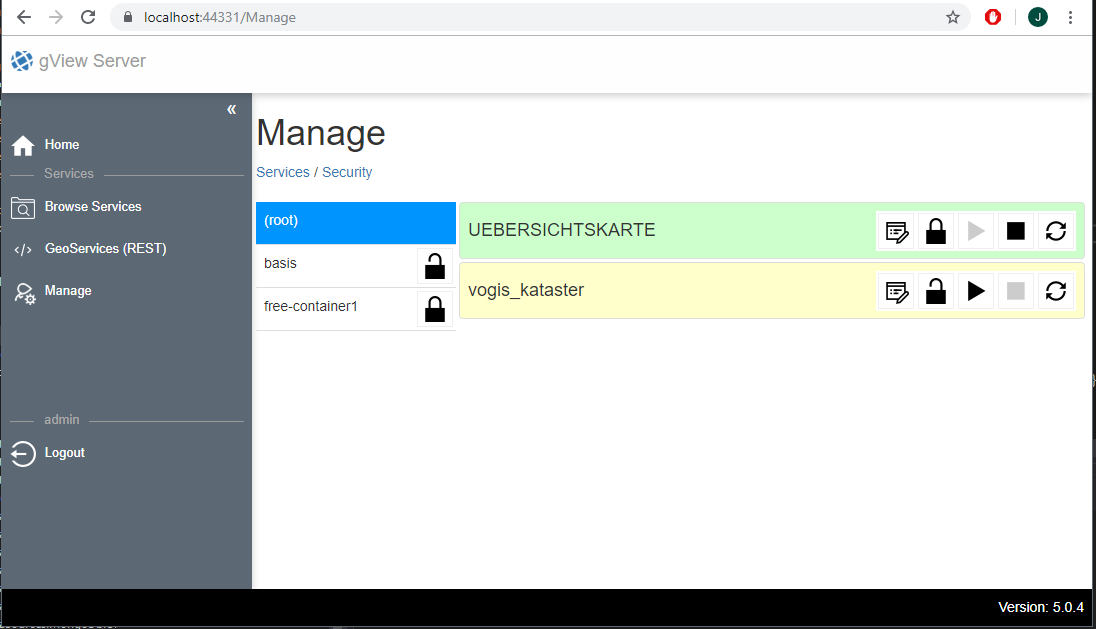 localhost:44331/Manage
J
gView Server
«
Home
Services
Browse Services
</> GeoServices (REST)
Manage
admin
Logout
Manage
Services / Security
(root)
basis
free-container1
UEBERSICHTSKARTE
vogis_kataster
Version: 5.0.4